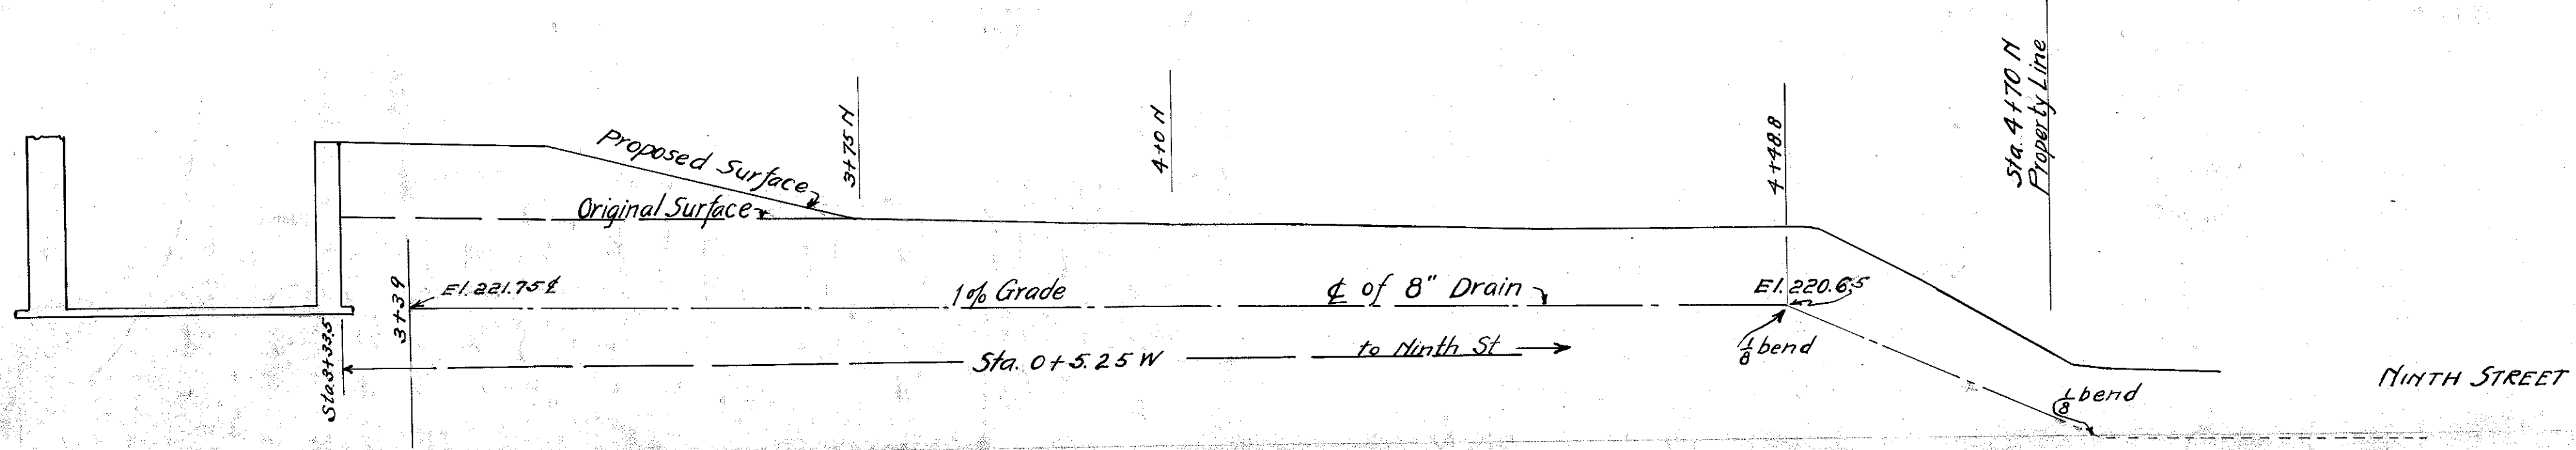 Sta. 4+70 N
Property Line
3+75 N
4+10 N
4+48.8
Proposed Surface
Original Surface
3+39
El. 221.75 ℄
1% Grade
℄ of 8" Drain
El. 220.65
Sta. 3+33.5
Sta. 0+5.25 W
to Ninth St
1/8 bend
1/8 bend
NINTH STREET